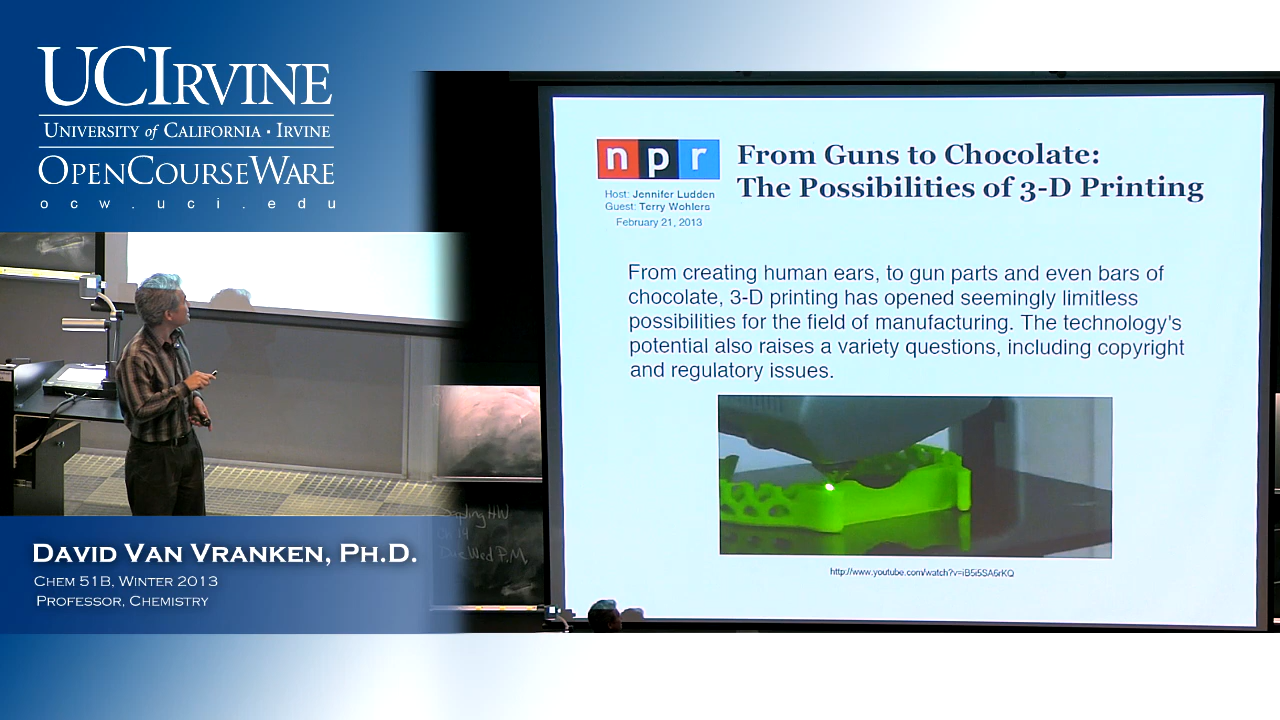 UCIRVINE
UNIVERSITY of CALIFORNIA • IRVINE
OPENCOURSEWARE
ocw.uci.edu
npr
From Guns to Chocolate:
The Possibilities of 3-D Printing
Host: Jennifer Ludden
Guest: Terry Wohlers
February 21, 2013
From creating human ears, to gun parts and even bars of
chocolate, 3-D printing has opened seemingly limitless
possibilities for the field of manufacturing. The technology's
potential also raises a variety questions, including copyright
and regulatory issues.
http://www.youtube.com/watch?v=iB5i5SA6rKQ
HW
Due Wed P.M
DAVID VAN VRANKEN, PH.D.
CHEM 51B, WINTER 2013
PROFESSOR, CHEMISTRY